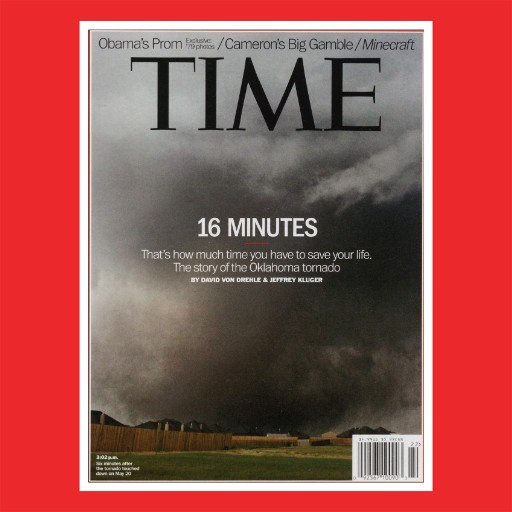 Obama's Prom Exclusive: '79 photos / Cameron's Big Gamble / Minecraft
TIME
16 MINUTES
That's how much time you have to save your life.
The story of the Oklahoma tornado
BY DAVID VON DREHLE & JEFFREY KLUGER
3:02 p.m.
Six minutes after
the tornado touched
down on May 20